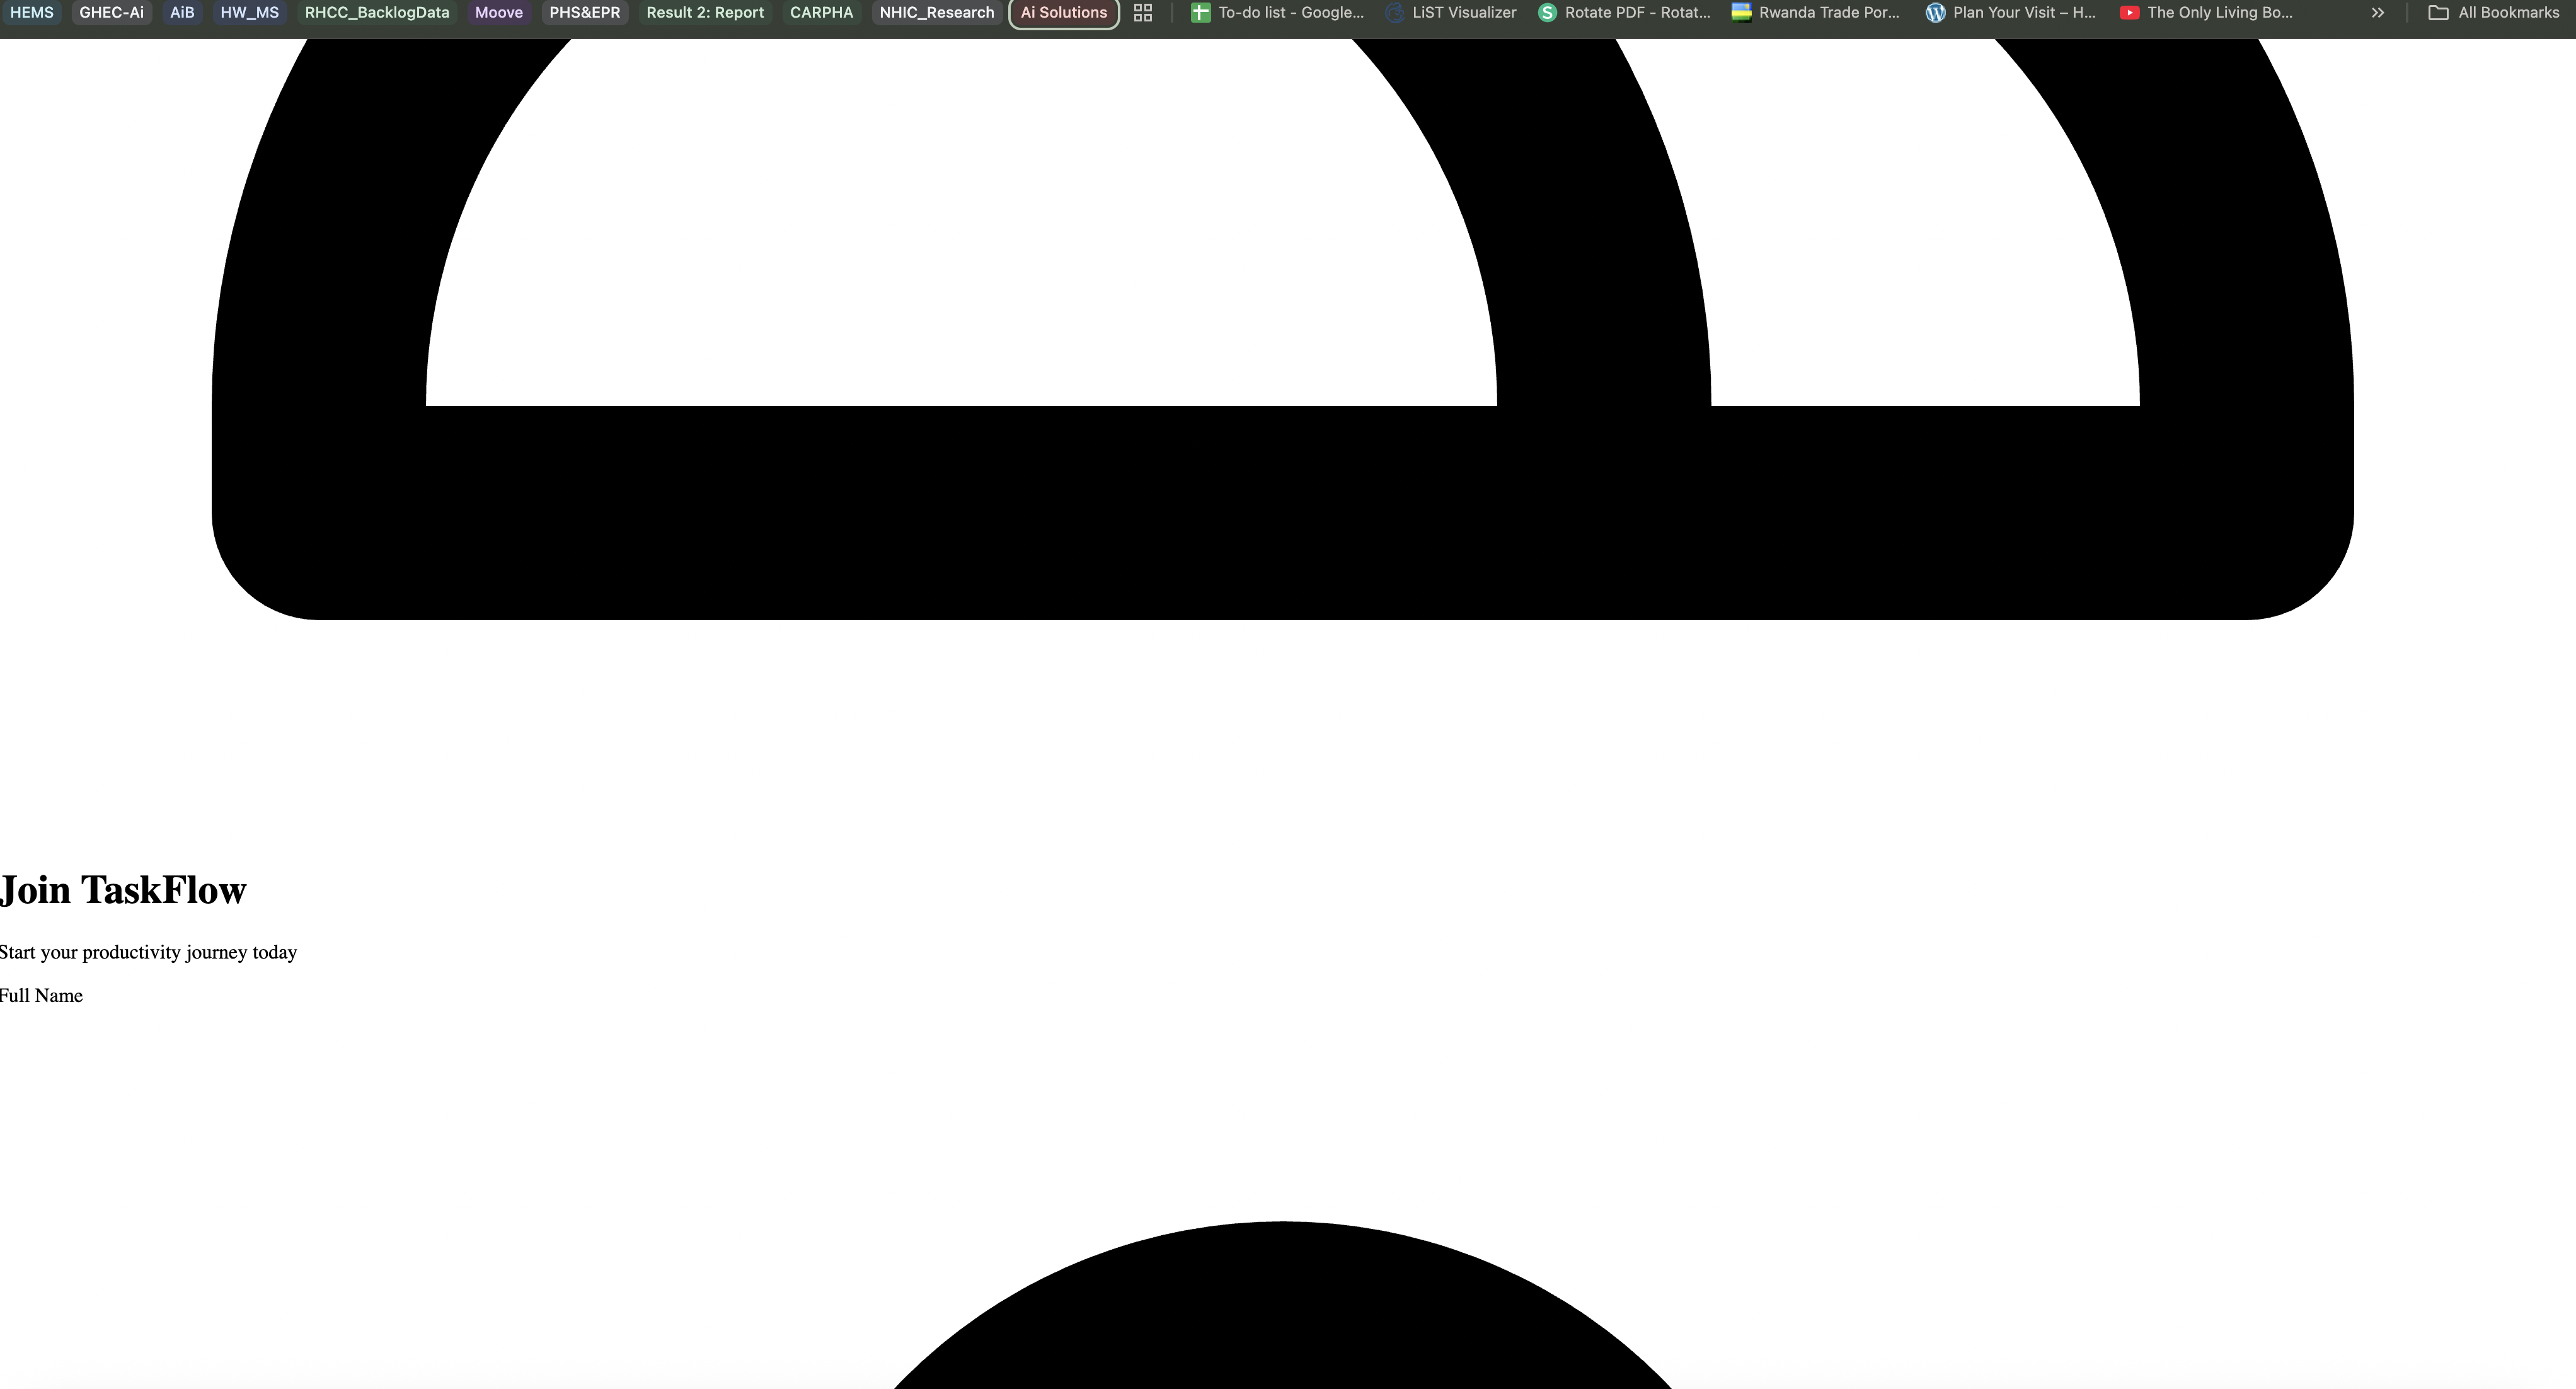 HEMS GHEC-Ai AiB HW_MS RHCC_BacklogData Moove PHS&EPR Result 2: Report CARPHA NHIC_Research Ai Solutions To-do list - Google... LiST Visualizer S Rotate PDF - Rotat... Rwanda Trade Por... Plan Your Visit – H... The Only Living Bo... » All Bookmarks
Join TaskFlow
Start your productivity journey today
Full Name